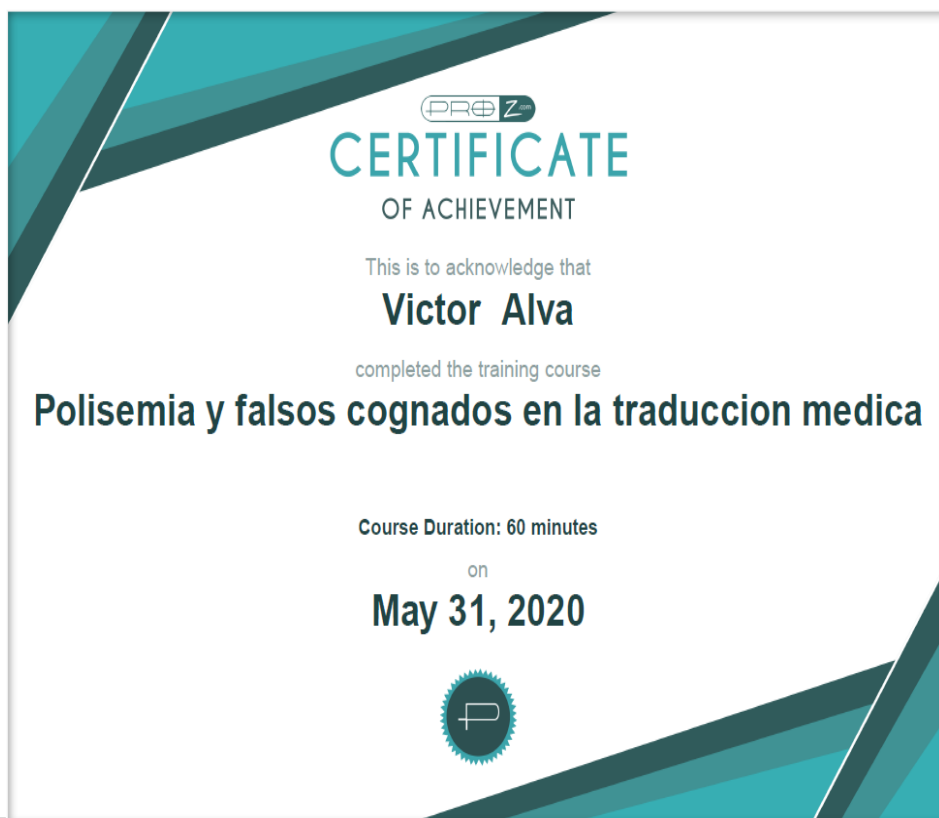 PROZ.com
CERTIFICATE
OF ACHIEVEMENT
This is to acknowledge that
Victor Alva
completed the training course
Polisemia y falsos cognados en la traduccion medica
Course Duration: 60 minutes
on
May 31, 2020
P